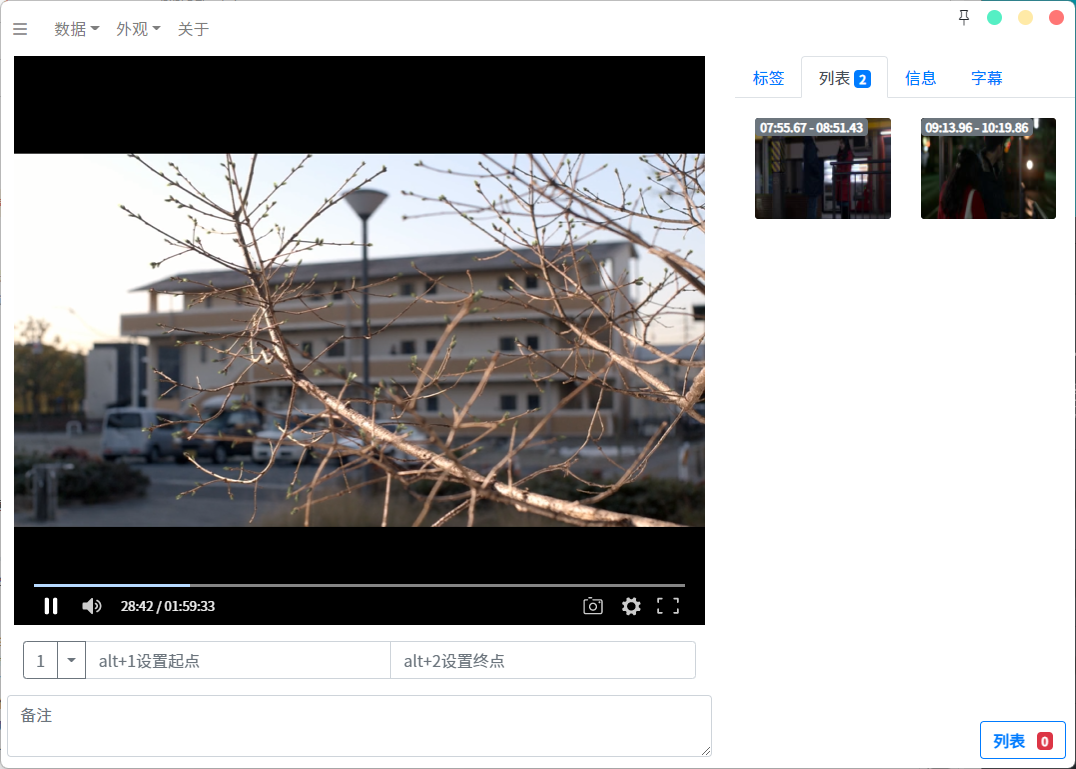 数据 外观 关于
标签 列表 2 信息 字幕
07:55.67 - 08:51.43 09:13.96 - 10:19.86
28:42 / 01:59:33
1 alt+1设置起点 alt+2设置终点
备注
列表 0